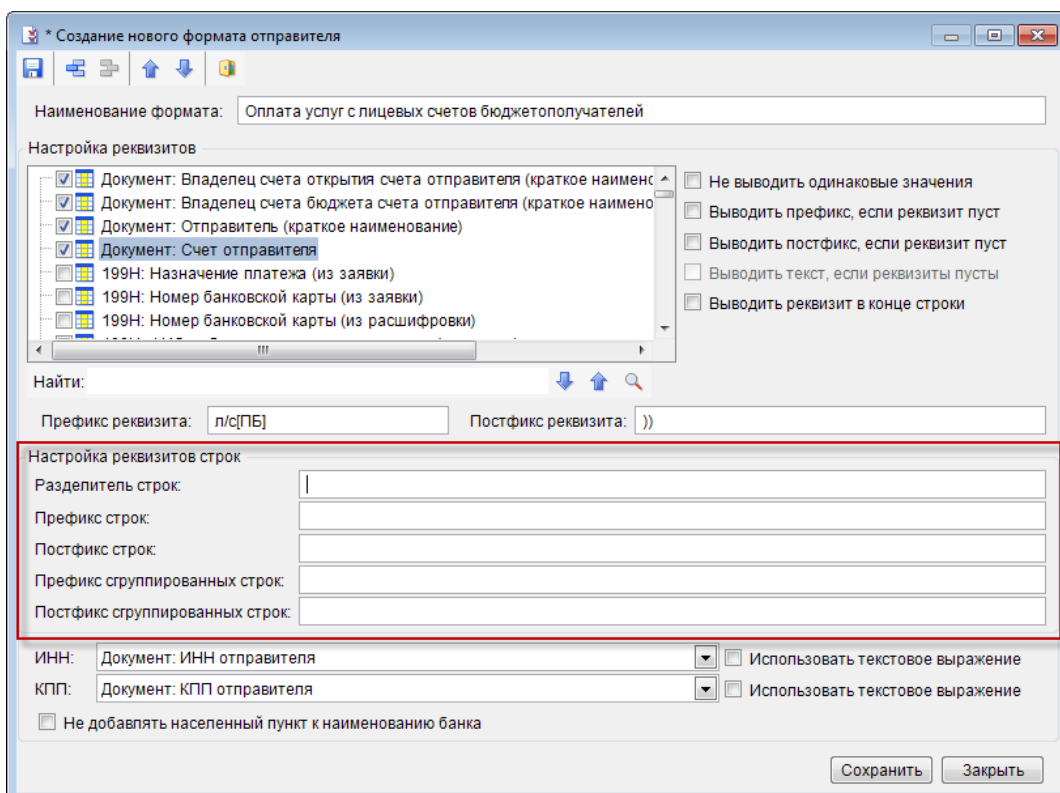 * Создание нового формата отправителя
Наименование формата: Оплата услуг с лицевых счетов бюджетополучателей
Настройка реквизитов
Документ: Владелец счета открытия счета отправителя (краткое наименс
Документ: Владелец счета бюджета счета отправителя (краткое наимено
Документ: Отправитель (краткое наименование)
Документ: Счет отправителя
199Н: Назначение платежа (из заявки)
199Н: Номер банковской карты (из заявки)
199Н: Номер банковской карты (из расшифровки)
Не выводить одинаковые значения
Выводить префикс, если реквизит пуст
Выводить постфикс, если реквизит пуст
Выводить текст, если реквизиты пусты
Выводить реквизит в конце строки
Найти:
Префикс реквизита: л/с[ПБ] Постфикс реквизита: ))
Настройка реквизитов строк
Разделитель строк:
Префикс строк:
Постфикс строк:
Префикс сгруппированных строк:
Постфикс сгруппированных строк:
ИНН: Документ: ИНН отправителя Использовать текстовое выражение
КПП: Документ: КПП отправителя Использовать текстовое выражение
Не добавлять населенный пункт к наименованию банка
Сохранить Закрыть